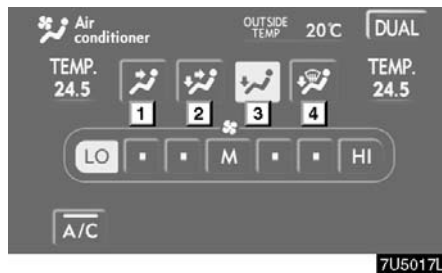 Air
conditioner
OUTSIDE
TEMP
20℃
DUAL
TEMP.
24.5
TEMP.
24.5
1 2 3 4
LO M HI
A/C
7U5017L